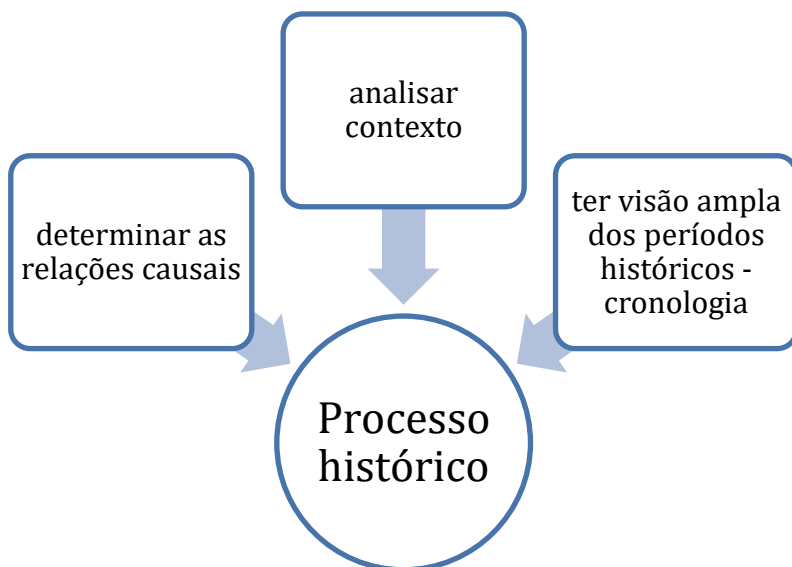 analisar
contexto
determinar as
relações causais
ter visão ampla
dos períodos
históricos -
cronologia
Processo
histórico